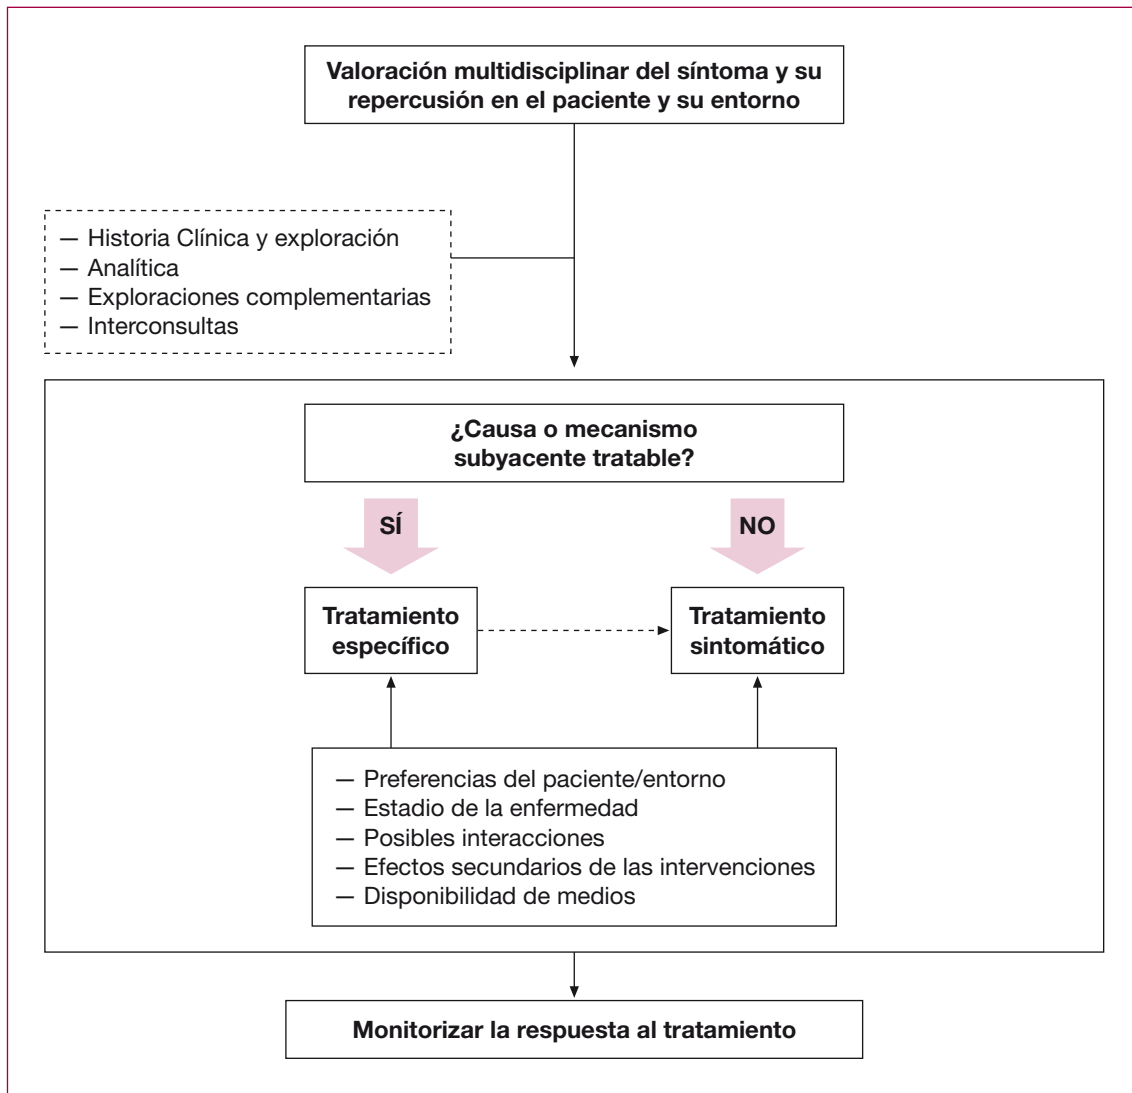 Valoración multidisciplinar del síntoma y su
repercusión en el paciente y su entorno
— Historia Clínica y exploración
— Analítica
— Exploraciones complementarias
— Interconsultas
¿Causa o mecanismo
subyacente tratable?
SÍ
NO
Tratamiento
específico
Tratamiento
sintomático
— Preferencias del paciente/entorno
— Estadio de la enfermedad
— Posibles interacciones
— Efectos secundarios de las intervenciones
— Disponibilidad de medios
Monitorizar la respuesta al tratamiento